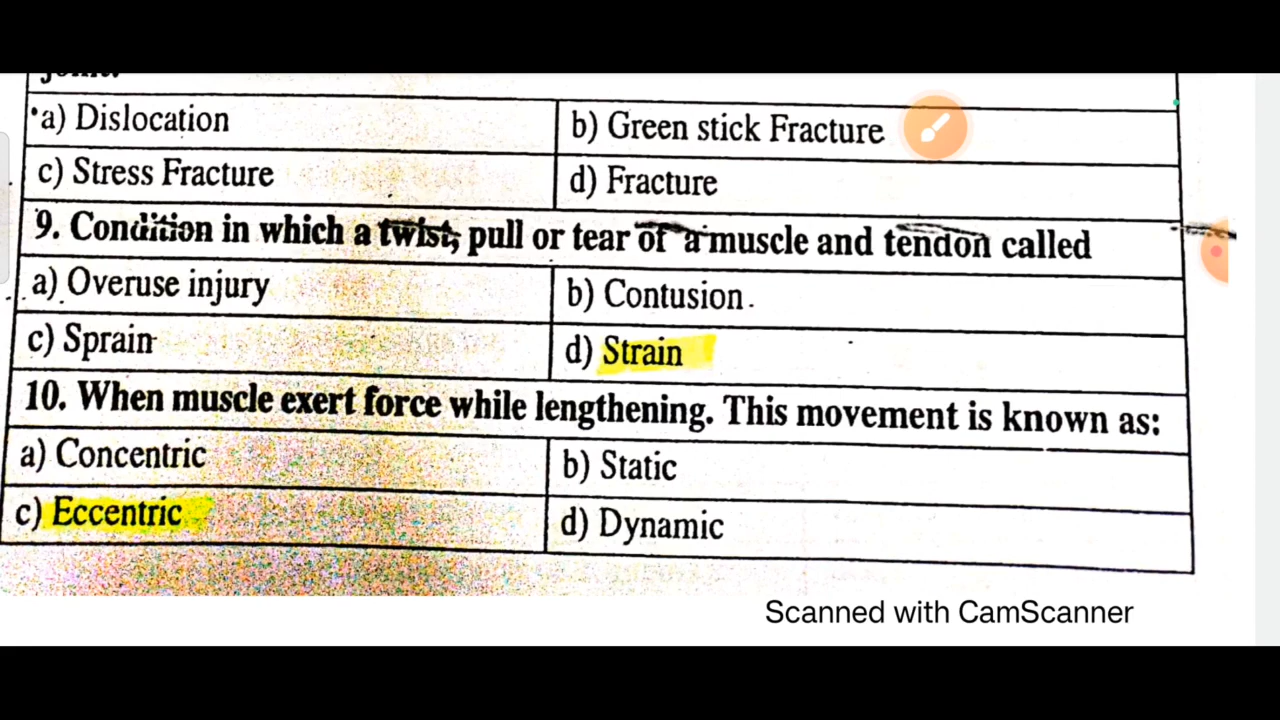 a) Dislocation
b) Green stick Fracture
c) Stress Fracture
d) Fracture
9. Condition in which a twist, pull or tear of a muscle and tendon called
a) Overuse injury
b) Contusion
c) Sprain
d) Strain
10. When muscle exert force while lengthening. This movement is known as:
a) Concentric
b) Static
c) Eccentric
d) Dynamic
Scanned with CamScanner